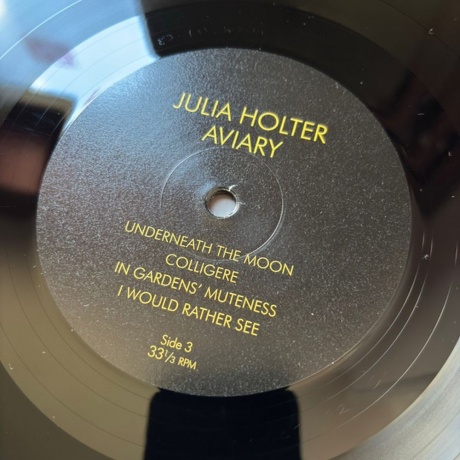 JULIA HOLTER
AVIARY
UNDERNEATH THE MOON
COLLIGERE
IN GARDENS' MUTENESS
I WOULD RATHER SEE
Side 3
33⅓ RPM